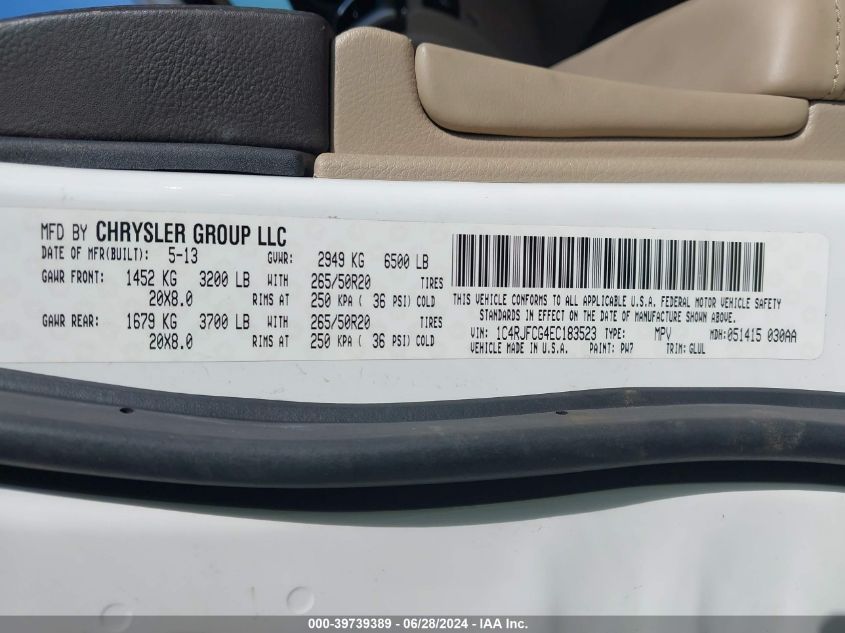 MFD BY CHRYSLER GROUP LLC
DATE OF MFR(BUILT): 5-13 GVWR: 2949 KG 6500 LB
GAWR FRONT: 1452 KG 3200 LB WITH 265/50R20 TIRES
20X8.0 RIMS AT 250 KPA ( 36 PSI) COLD
GAWR REAR: 1679 KG 3700 LB WITH 265/50R20 TIRES
20X8.0 RIMS AT 250 KPA ( 36 PSI) COLD
THIS VEHICLE CONFORMS TO ALL APPLICABLE U.S.A. FEDERAL MOTOR VEHICLE SAFETY
STANDARDS IN EFFECT ON THE DATE OF MANUFACTURE SHOWN ABOVE.
VIN: 1C4RJFCG4EC183523 TYPE: MPV MDH: 051415 030AA
VEHICLE MADE IN U.S.A. PAINT: PW7 TRIM: GLUL
000-39739389 - 06/28/2024 - IAA Inc.